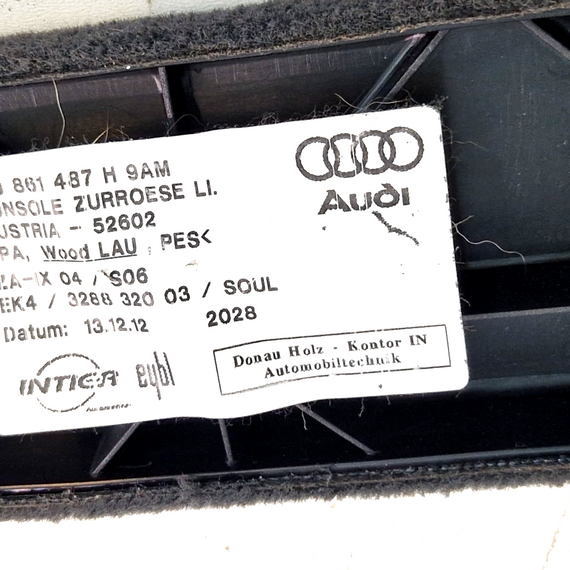 861 487 H 9AM
NSOLE ZURROESE LI.
USTRIA - 52602
PA, Wood LAU, PES<
A-IX 04 / S06
EK4 / 3288 320 03 / SOUL
Datum: 13.12.12
2028
Audi
INTIER
eybl
Donau Holz - Kontor IN
Automobiltechnik